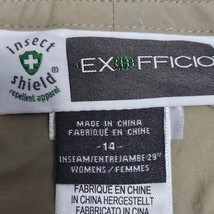 insect
shield®
repellent apparel
EXOFFICIO
MADE IN CHINA
FABRIQUÉ EN CHINE
-14-
INSEAM/ENTREJAMBE-29"
WOMENS/FEMMES
FABRIQUÉ EN CHINE
IN CHINA HERGESTELLT
FABBRICATO IN CINA